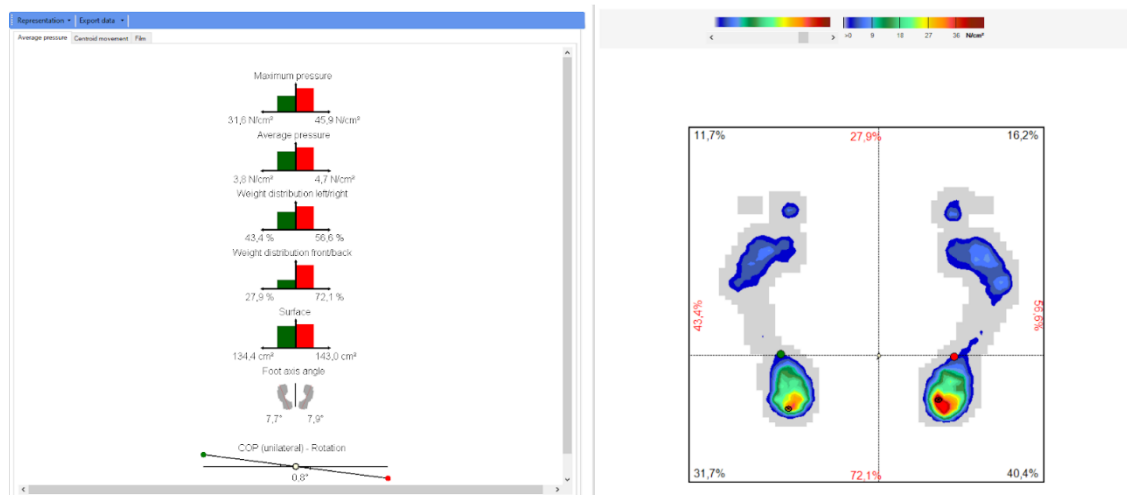 Representation Export data
Average pressure Centroid movement Film
Maximum pressure
31,6 N/cm² 45,9 N/cm²
Average pressure
3,8 N/cm² 4,7 N/cm²
Weight distribution left/right
43,4 % 56,6 %
Weight distribution front/back
27,9 % 72,1 %
Surface
134,4 cm² 143,0 cm²
Foot axis angle
7,7° 7,9°
COP (unilateral) - Rotation
0,8°
>0 9 18 27 36 N/cm²
11,7% 27,9% 16,2%
43,4% 56,6%
31,7% 72,1% 40,4%